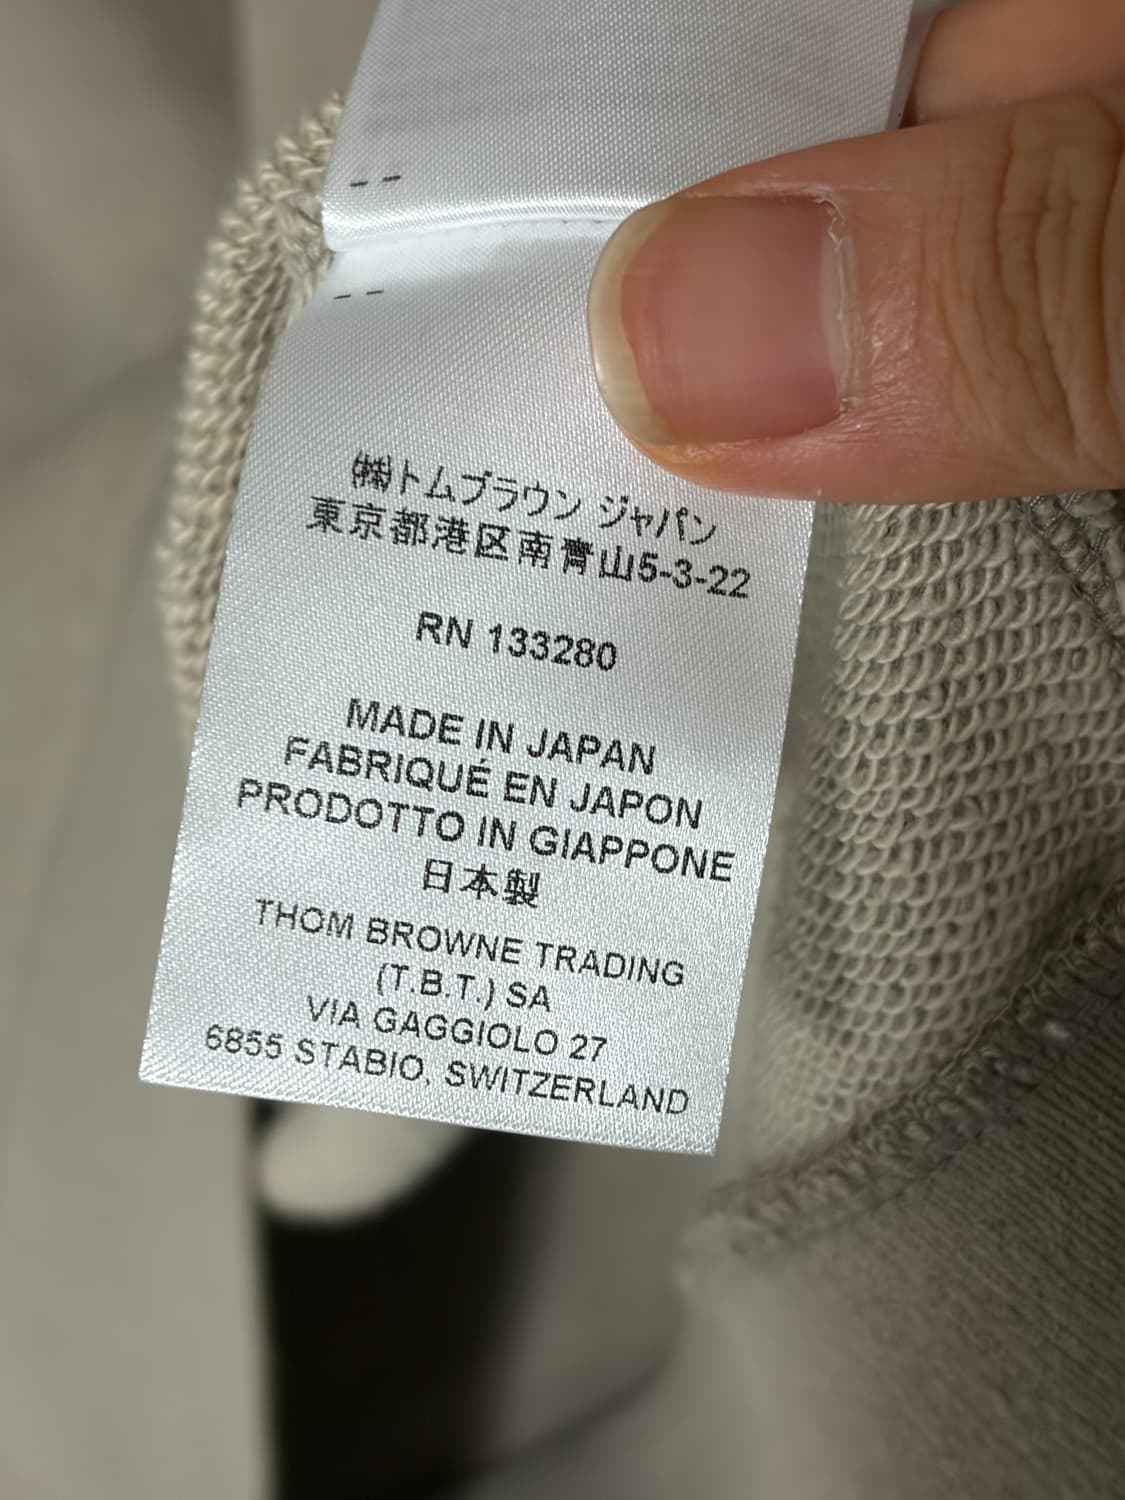 - -
- -
㈱トムブラウン ジャパン
東京都港区南青山5-3-22
RN 133280
MADE IN JAPAN
FABRIQUÉ EN JAPON
PRODOTTO IN GIAPPONE
日本製
THOM BROWNE TRADING
(T.B.T.) SA
VIA GAGGIOLO 27
6855 STABIO, SWITZERLAND